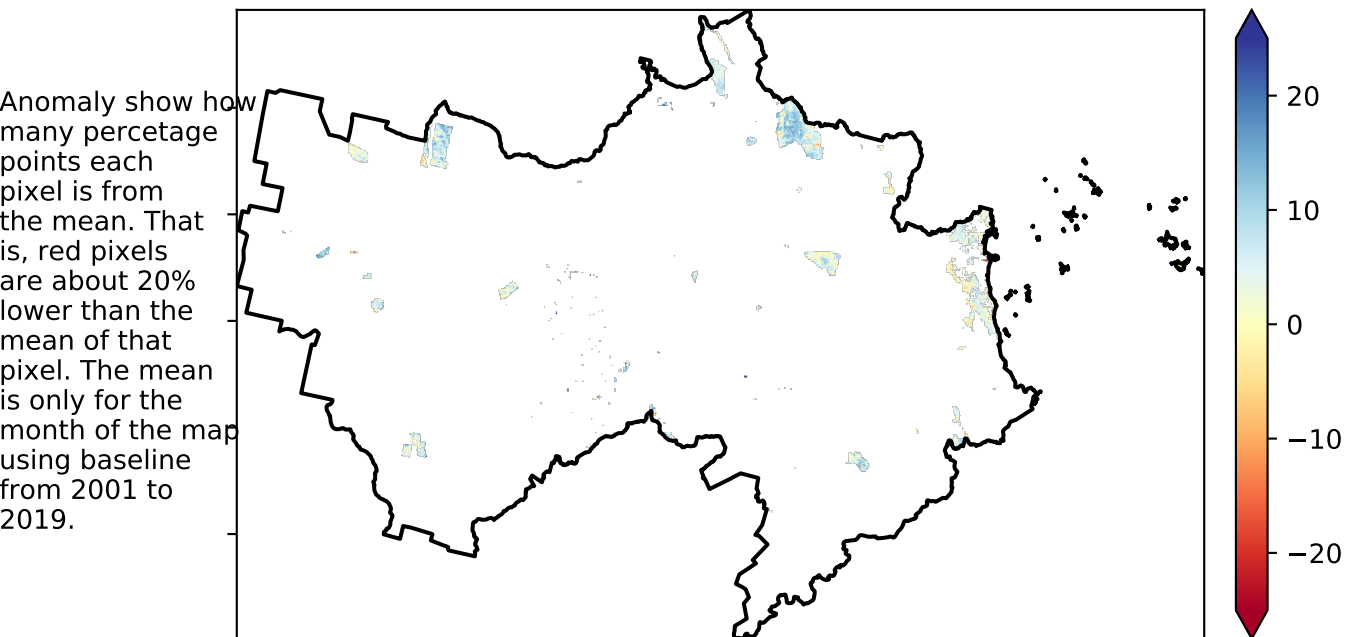 Anomaly show how
many percetage
points each
pixel is from
the mean. That
is, red pixels
are about 20%
lower than the
mean of that
pixel. The mean
is only for the
month of the map
using baseline
from 2001 to
2019.
20
10
0
−10
−20